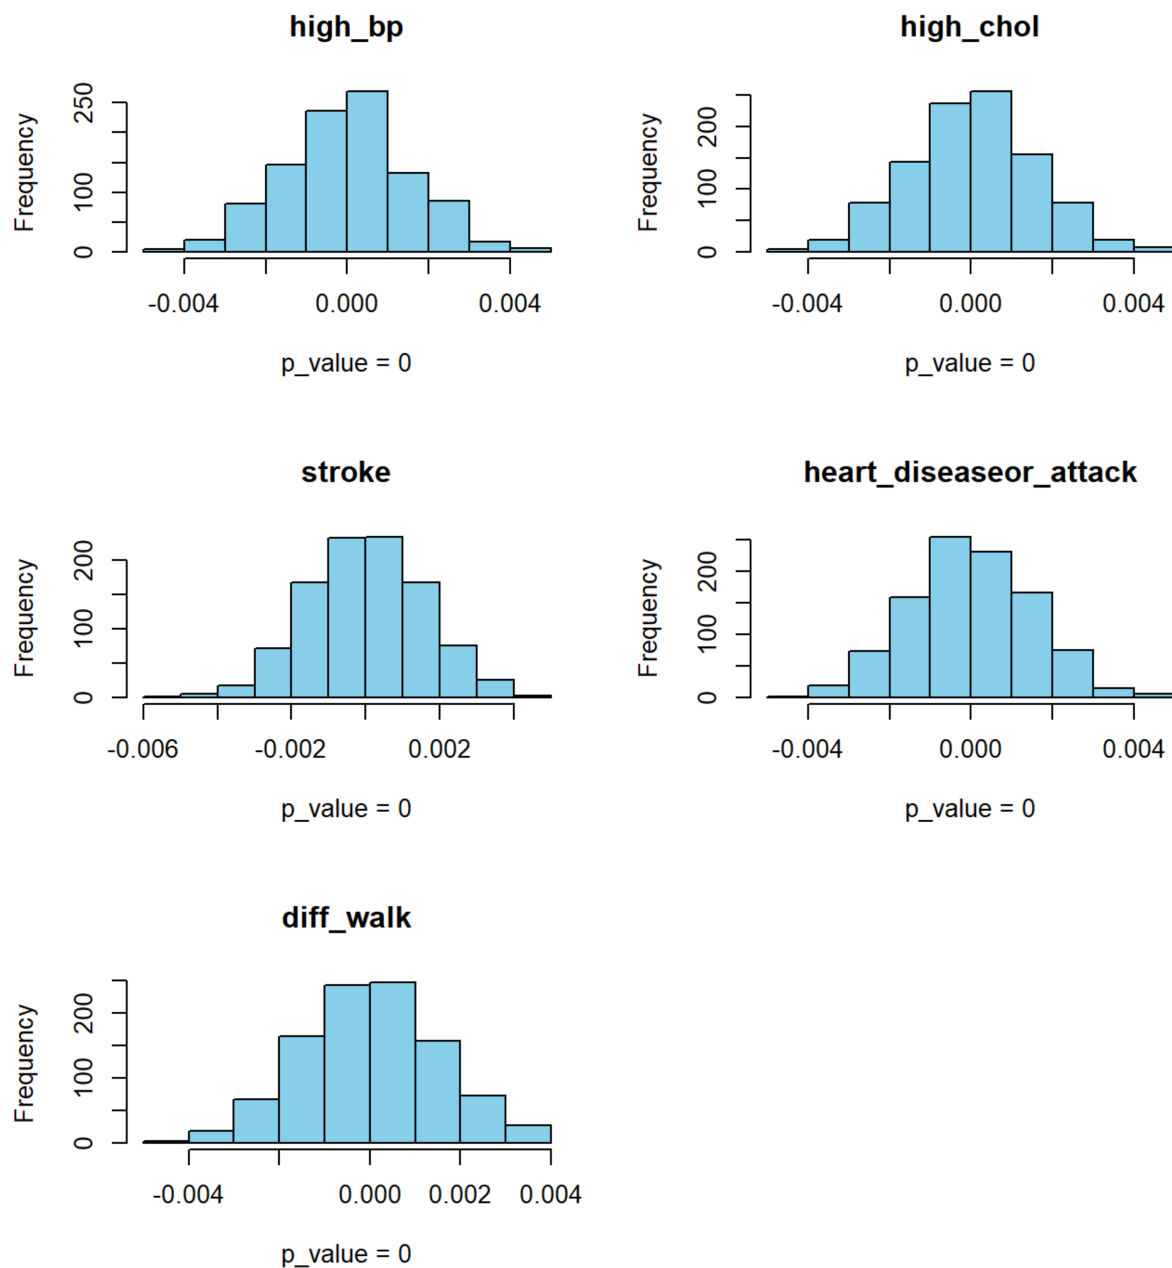 high_bp
Frequency
250
100
0
-0.004 0.000 0.004
p_value = 0
high_chol
Frequency
200
100
0
-0.004 0.000 0.004
p_value = 0
stroke
Frequency
200
100
0
-0.006 -0.002 0.002
p_value = 0
heart_diseaseor_attack
Frequency
200
100
0
-0.004 0.000 0.004
p_value = 0
diff_walk
Frequency
200
100
0
-0.004 0.000 0.002 0.004
p_value = 0